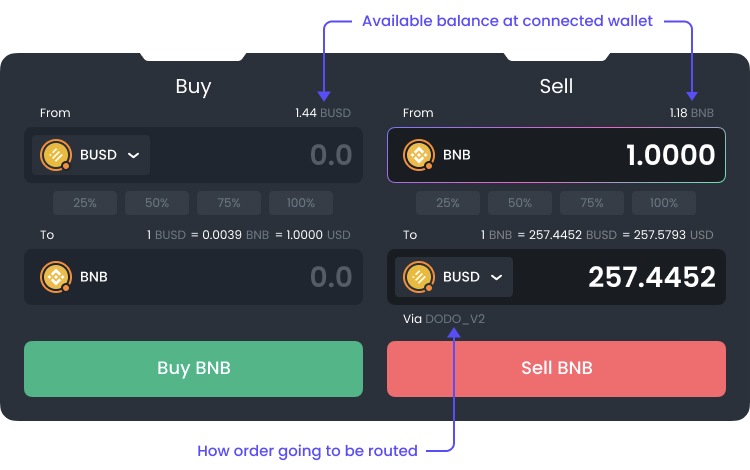 Available balance at connected wallet
Buy
From 1.44 BUSD
BUSD 0.0
25% 50% 75% 100%
To 1 BUSD = 0.0039 BNB = 1.0000 USD
BNB 0.0
Buy BNB
Sell
From 1.18 BNB
BNB 1.0000
25% 50% 75% 100%
To 1 BNB = 257.4452 BUSD = 257.5793 USD
BUSD 257.4452
Via DODO_V2
Sell BNB
How order going to be routed